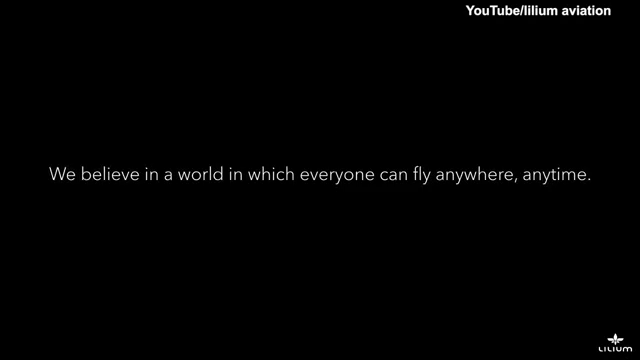 YouTube/lilium aviation
We believe in a world in which everyone can fly anywhere, anytime.
LILIUM